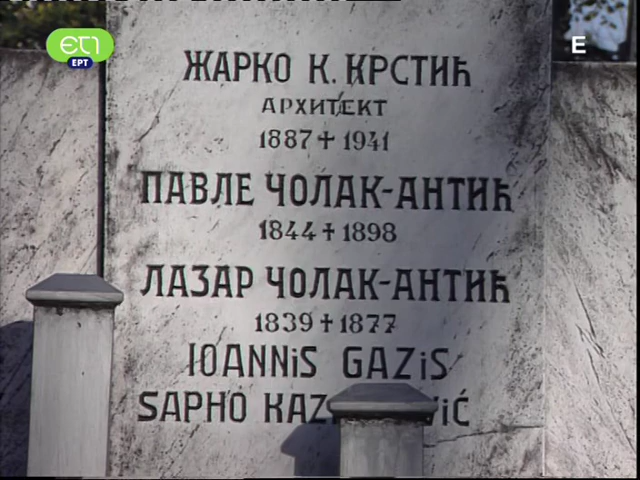 ΕΤ1
ΕΡΤ
E
ЖАРКО К. КРСТИЋ
АРХИТЕКТ
1887 + 1941
ПАВЛЕ ЧОЛАК-АНТИЋ
1844 + 1898
ЛАЗАР ЧОЛАК-АНТИЋ
1839 + 1877
IOANNiS GAZiS
SAPHO